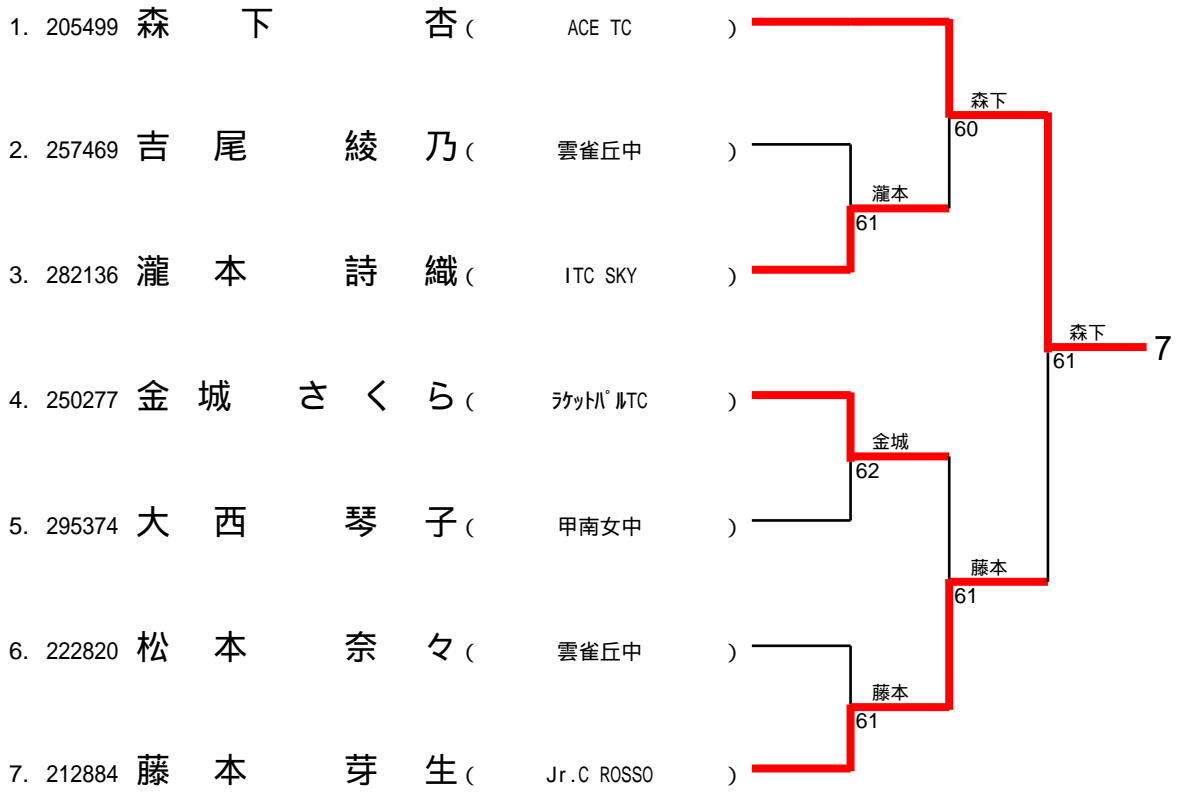 1. 205499 森 下 杏 ( ACE TC )
森下
60
2. 257469 吉 尾 綾 乃 ( 雲雀丘中 )
瀧本
61
3. 282136 瀧 本 詩 織 ( ITC SKY )
森下
61
7
4. 250277 金 城 さ く ら ( ﾗｹｯﾄﾊﾟﾙTC )
金城
62
5. 295374 大 西 琴 子 ( 甲南女中 )
藤本
61
6. 222820 松 本 奈 々 ( 雲雀丘中 )
藤本
61
7. 212884 藤 本 芽 生 ( Jr.C ROSSO )